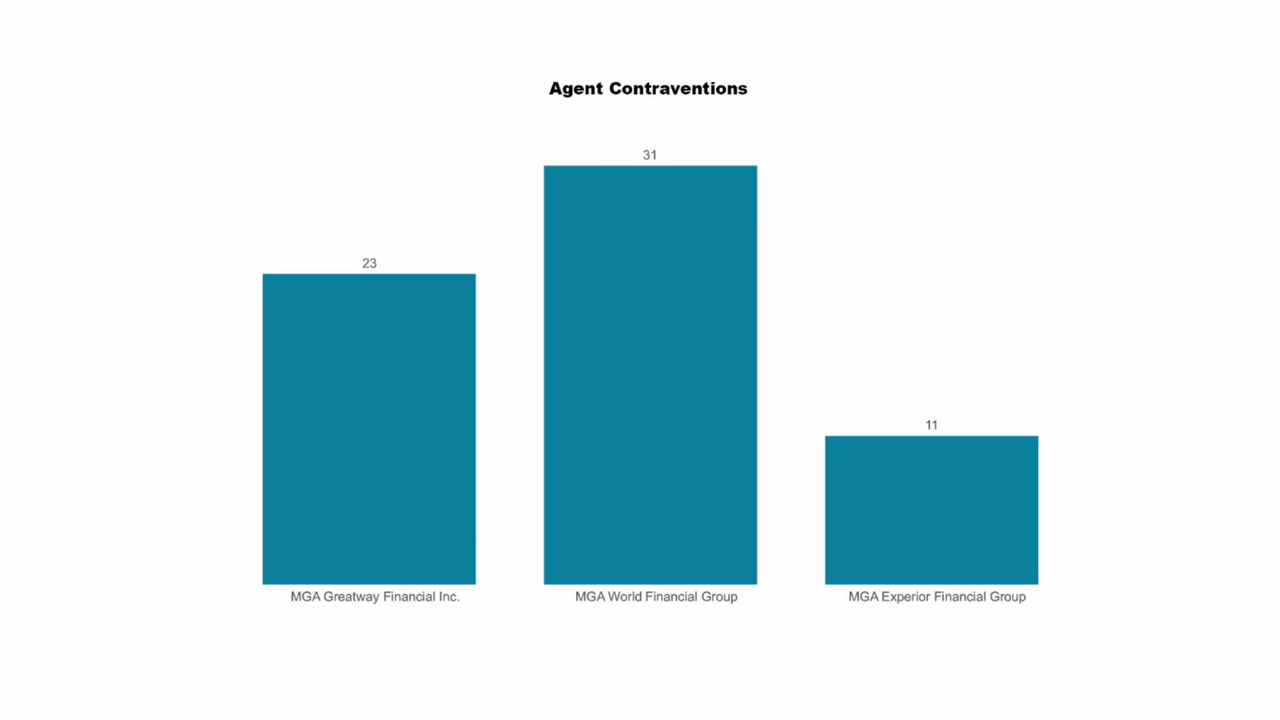 Agent Contraventions
31
23
11
MGA Greatway Financial Inc.
MGA World Financial Group
MGA Experior Financial Group